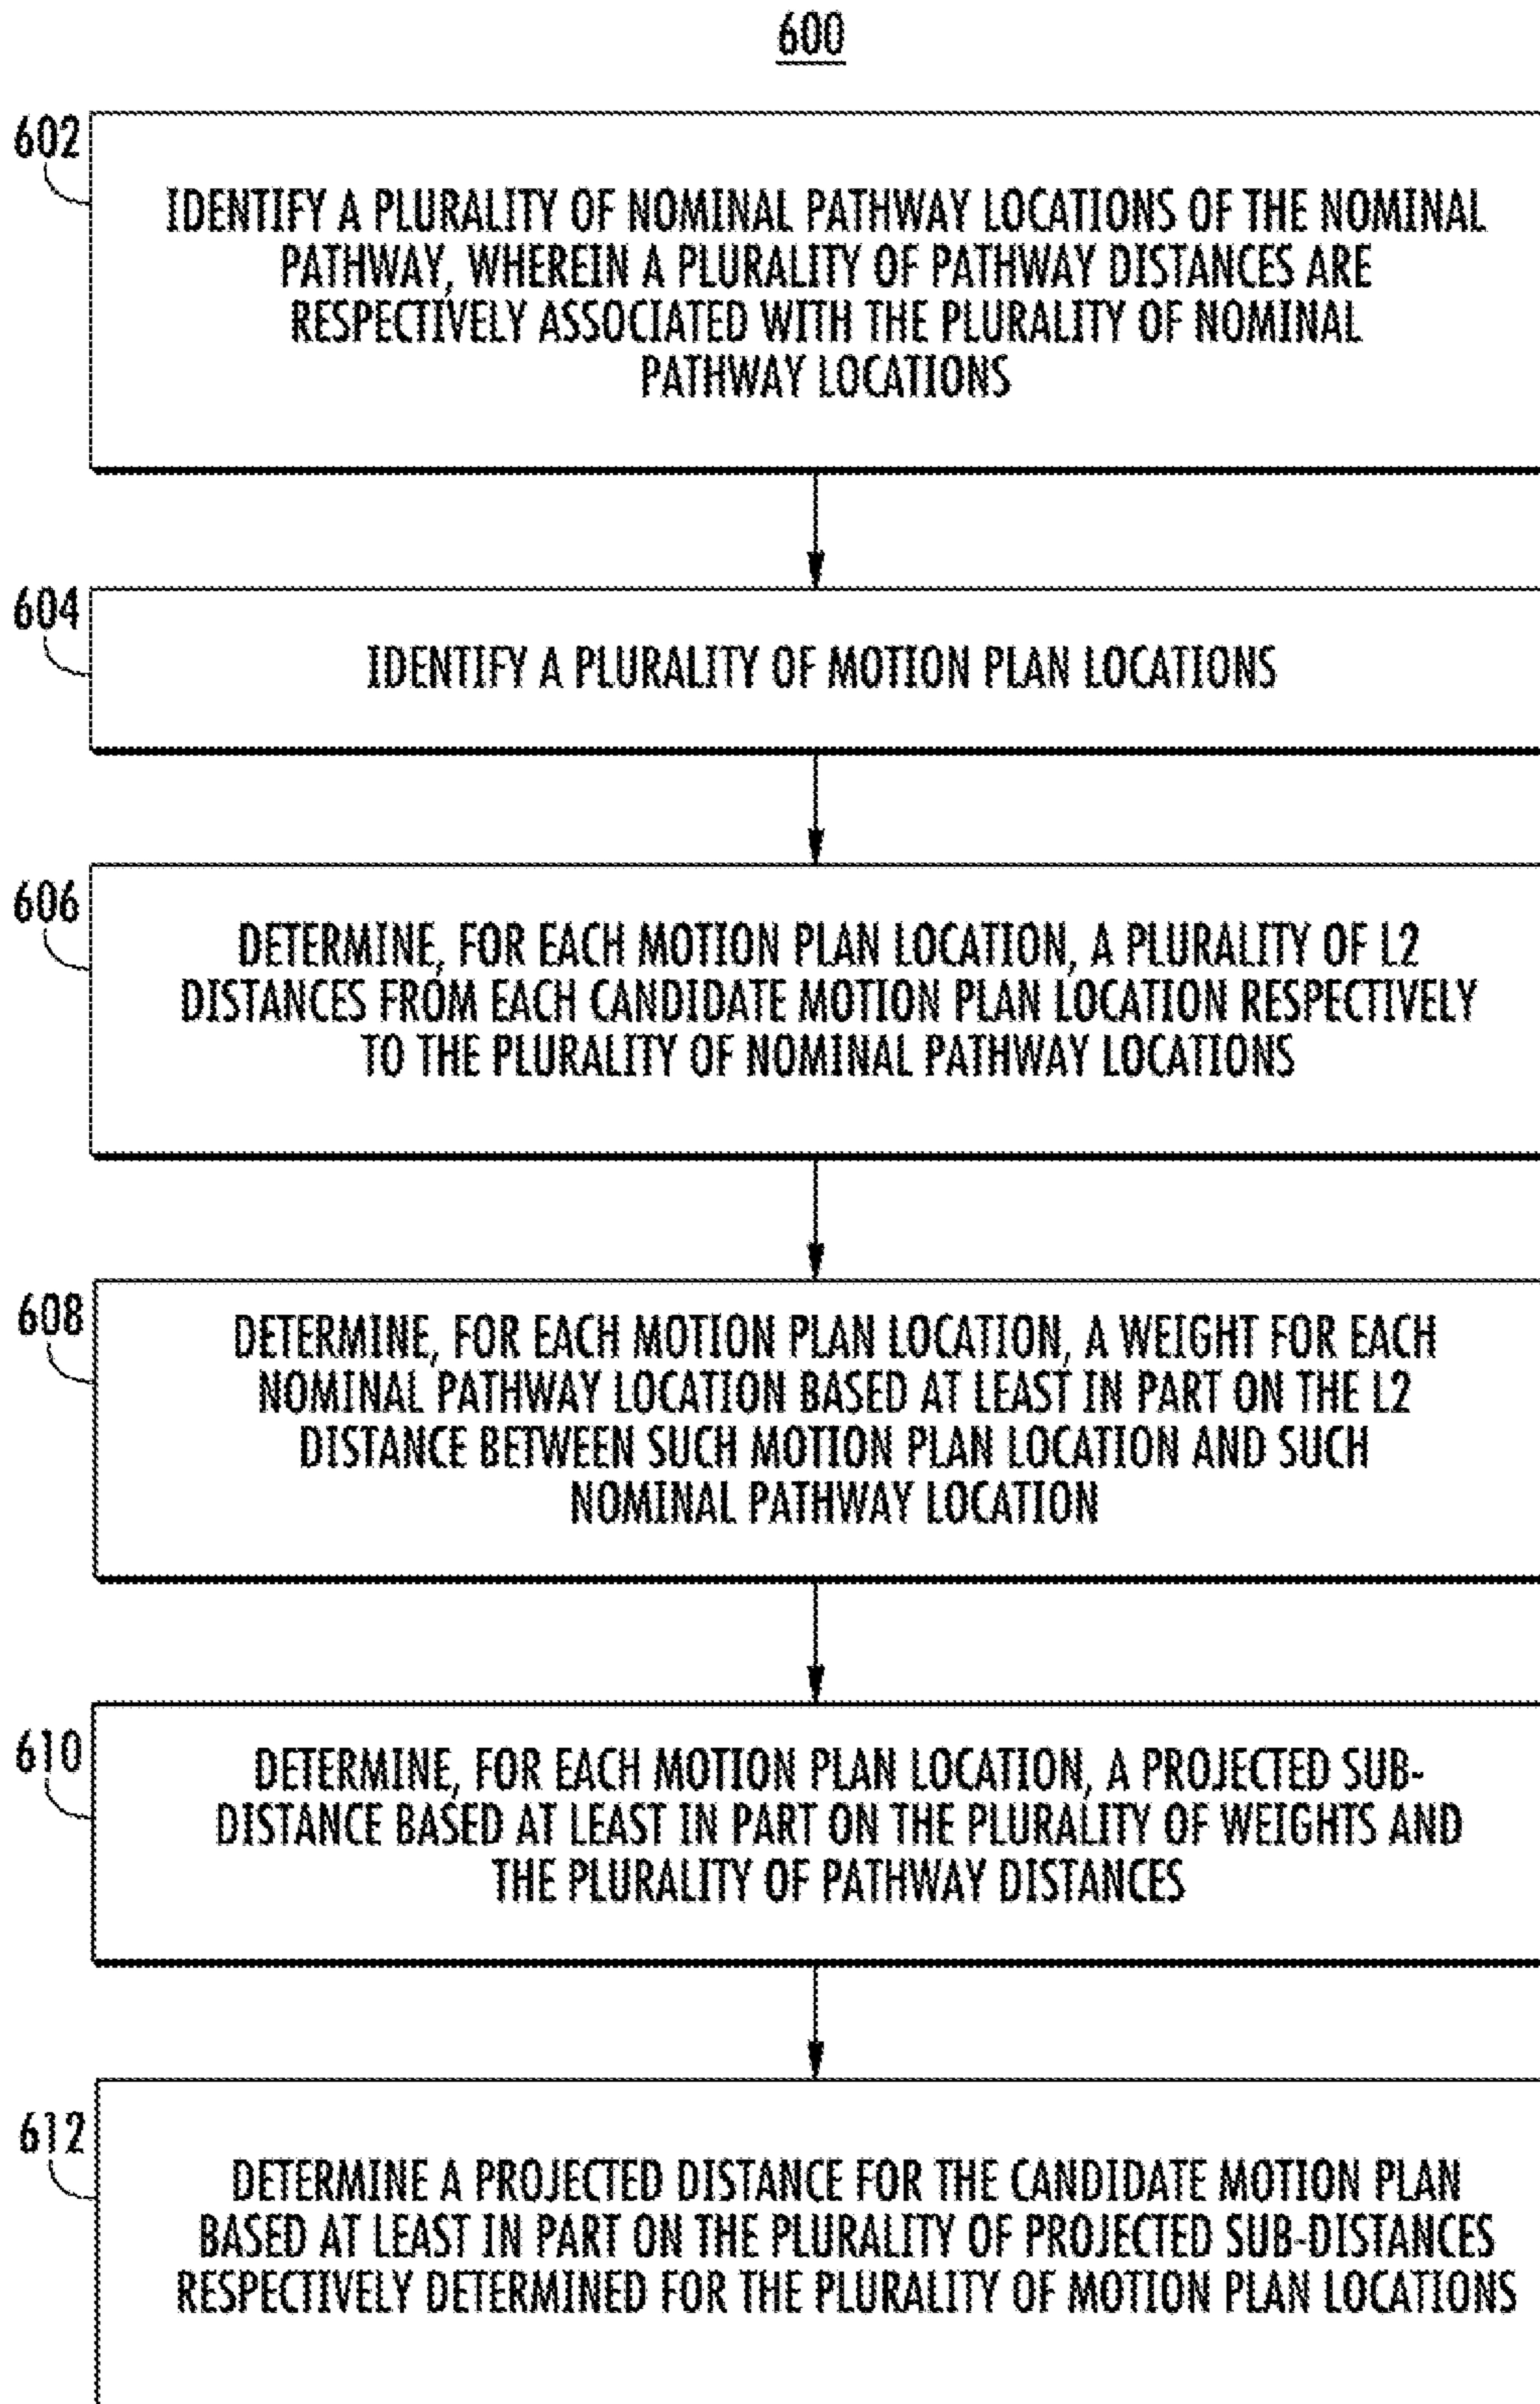 600
602
IDENTIFY A PLURALITY OF NOMINAL PATHWAY LOCATIONS OF THE NOMINAL
PATHWAY, WHEREIN A PLURALITY OF PATHWAY DISTANCES ARE
RESPECTIVELY ASSOCIATED WITH THE PLURALITY OF NOMINAL
PATHWAY LOCATIONS
604
IDENTIFY A PLURALITY OF MOTION PLAN LOCATIONS
606
DETERMINE, FOR EACH MOTION PLAN LOCATION, A PLURALITY OF L2
DISTANCES FROM EACH CANDIDATE MOTION PLAN LOCATION RESPECTIVELY
TO THE PLURALITY OF NOMINAL PATHWAY LOCATIONS
608
DETERMINE, FOR EACH MOTION PLAN LOCATION, A WEIGHT FOR EACH
NOMINAL PATHWAY LOCATION BASED AT LEAST IN PART ON THE L2
DISTANCE BETWEEN SUCH MOTION PLAN LOCATION AND SUCH
NOMINAL PATHWAY LOCATION
610
DETERMINE, FOR EACH MOTION PLAN LOCATION, A PROJECTED SUB-
DISTANCE BASED AT LEAST IN PART ON THE PLURALITY OF WEIGHTS AND
THE PLURALITY OF PATHWAY DISTANCES
612
DETERMINE A PROJECTED DISTANCE FOR THE CANDIDATE MOTION PLAN
BASED AT LEAST IN PART ON THE PLURALITY OF PROJECTED SUB-DISTANCES
RESPECTIVELY DETERMINED FOR THE PLURALITY OF MOTION PLAN LOCATIONS